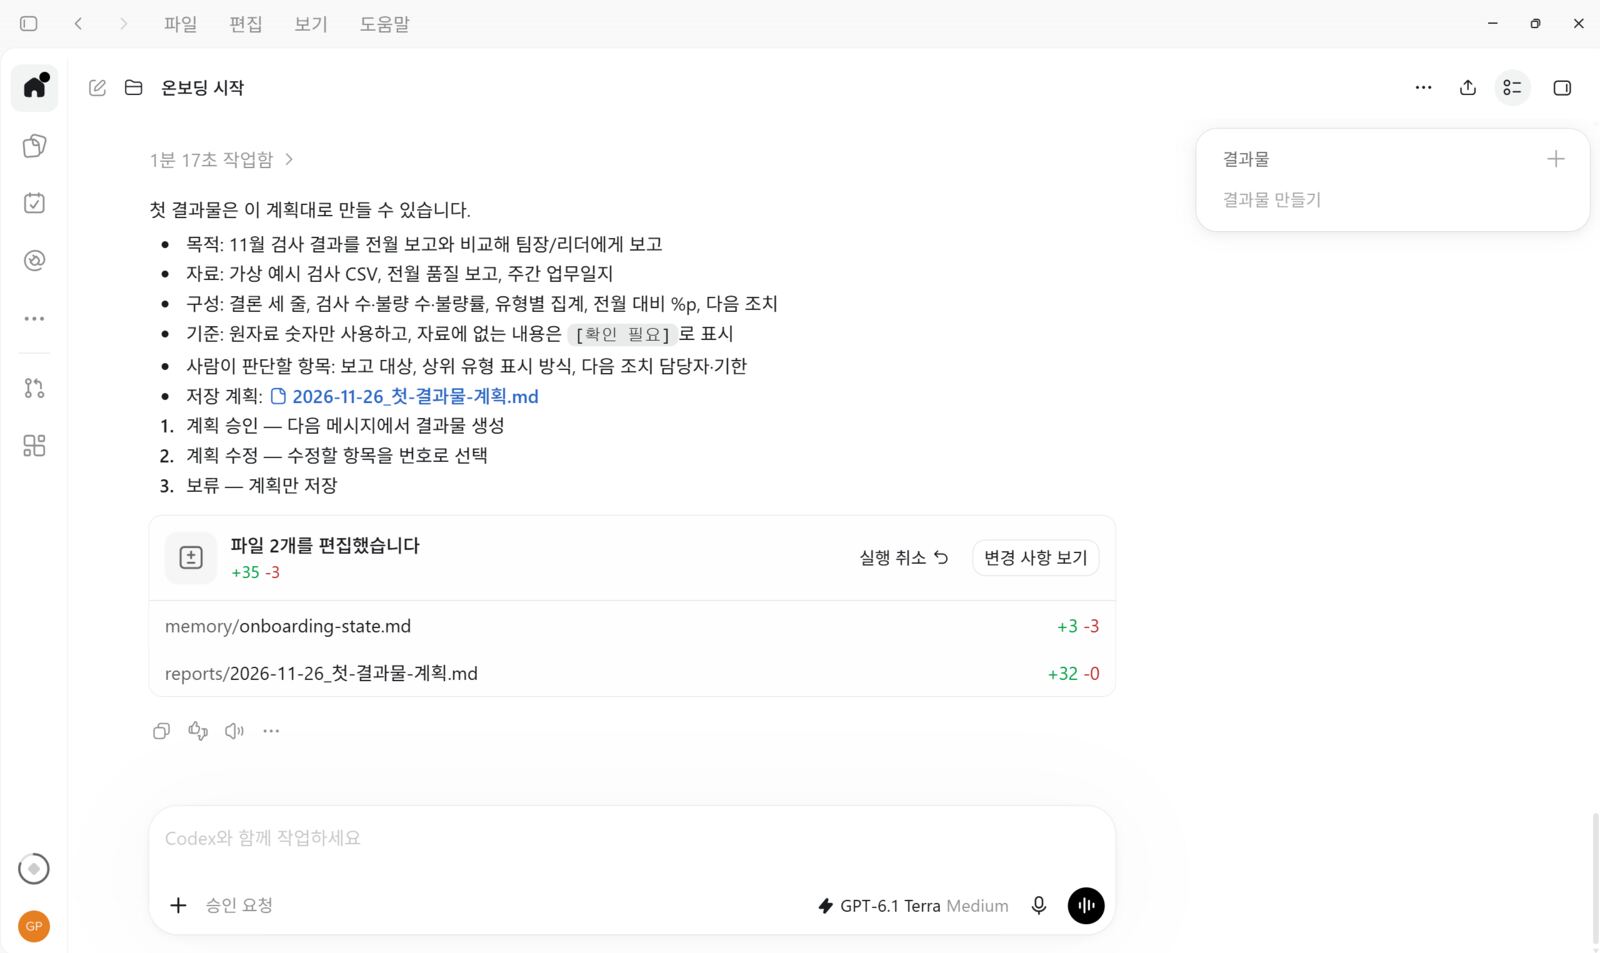 파일 편집 보기 도움말
온보딩 시작
결과물
결과물 만들기
1분 17초 작업함
첫 결과물은 이 계획대로 만들 수 있습니다.
• 목적: 11월 검사 결과를 전월 보고와 비교해 팀장/리더에게 보고
• 자료: 가상 예시 검사 CSV, 전월 품질 보고, 주간 업무일지
• 구성: 결론 세 줄, 검사 수·불량 수·불량률, 유형별 집계, 전월 대비 %p, 다음 조치
• 기준: 원자료 숫자만 사용하고, 자료에 없는 내용은 [확인 필요]로 표시
• 사람이 판단할 항목: 보고 대상, 상위 유형 표시 방식, 다음 조치 담당자·기한
• 저장 계획: 2026-11-26_첫-결과물-계획.md
1. 계획 승인 — 다음 메시지에서 결과물 생성
2. 계획 수정 — 수정할 항목을 번호로 선택
3. 보류 — 계획만 저장
파일 2개를 편집했습니다
+35 -3
실행 취소 변경 사항 보기
memory/onboarding-state.md +3 -3
reports/2026-11-26_첫-결과물-계획.md +32 -0
Codex와 함께 작업하세요
승인 요청 GPT-6.1 Terra Medium
GP